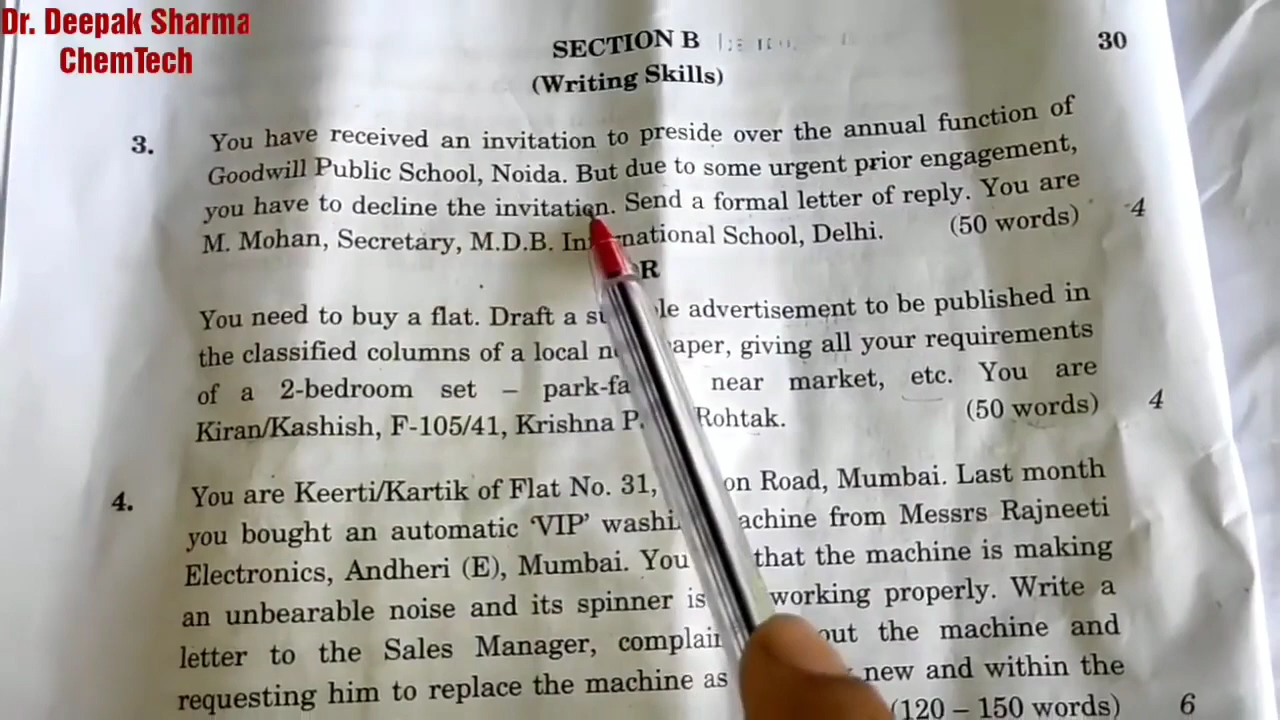 Dr. Deepak Sharma
ChemTech
SECTION B
30
(Writing Skills)
3. You have received an invitation to preside over the annual function of
Goodwill Public School, Noida. But due to some urgent prior engagement,
you have to decline the invitation. Send a formal letter of reply. You are
M. Mohan, Secretary, M.D.B. International School, Delhi. (50 words) 4
OR
You need to buy a flat. Draft a suitable advertisement to be published in
the classified columns of a local newspaper, giving all your requirements
of a 2-bedroom set – park-fa near market, etc. You are
Kiran/Kashish, F-105/41, Krishna P. Rohtak. (50 words) 4
4. You are Keerti/Kartik of Flat No. 31, on Road, Mumbai. Last month
you bought an automatic ‘VIP’ washing machine from Messrs Rajneeti
Electronics, Andheri (E), Mumbai. You that the machine is making
an unbearable noise and its spinner is working properly. Write a
letter to the Sales Manager, complaining about the machine and
requesting him to replace the machine as new and within the
(120 – 150 words) 6